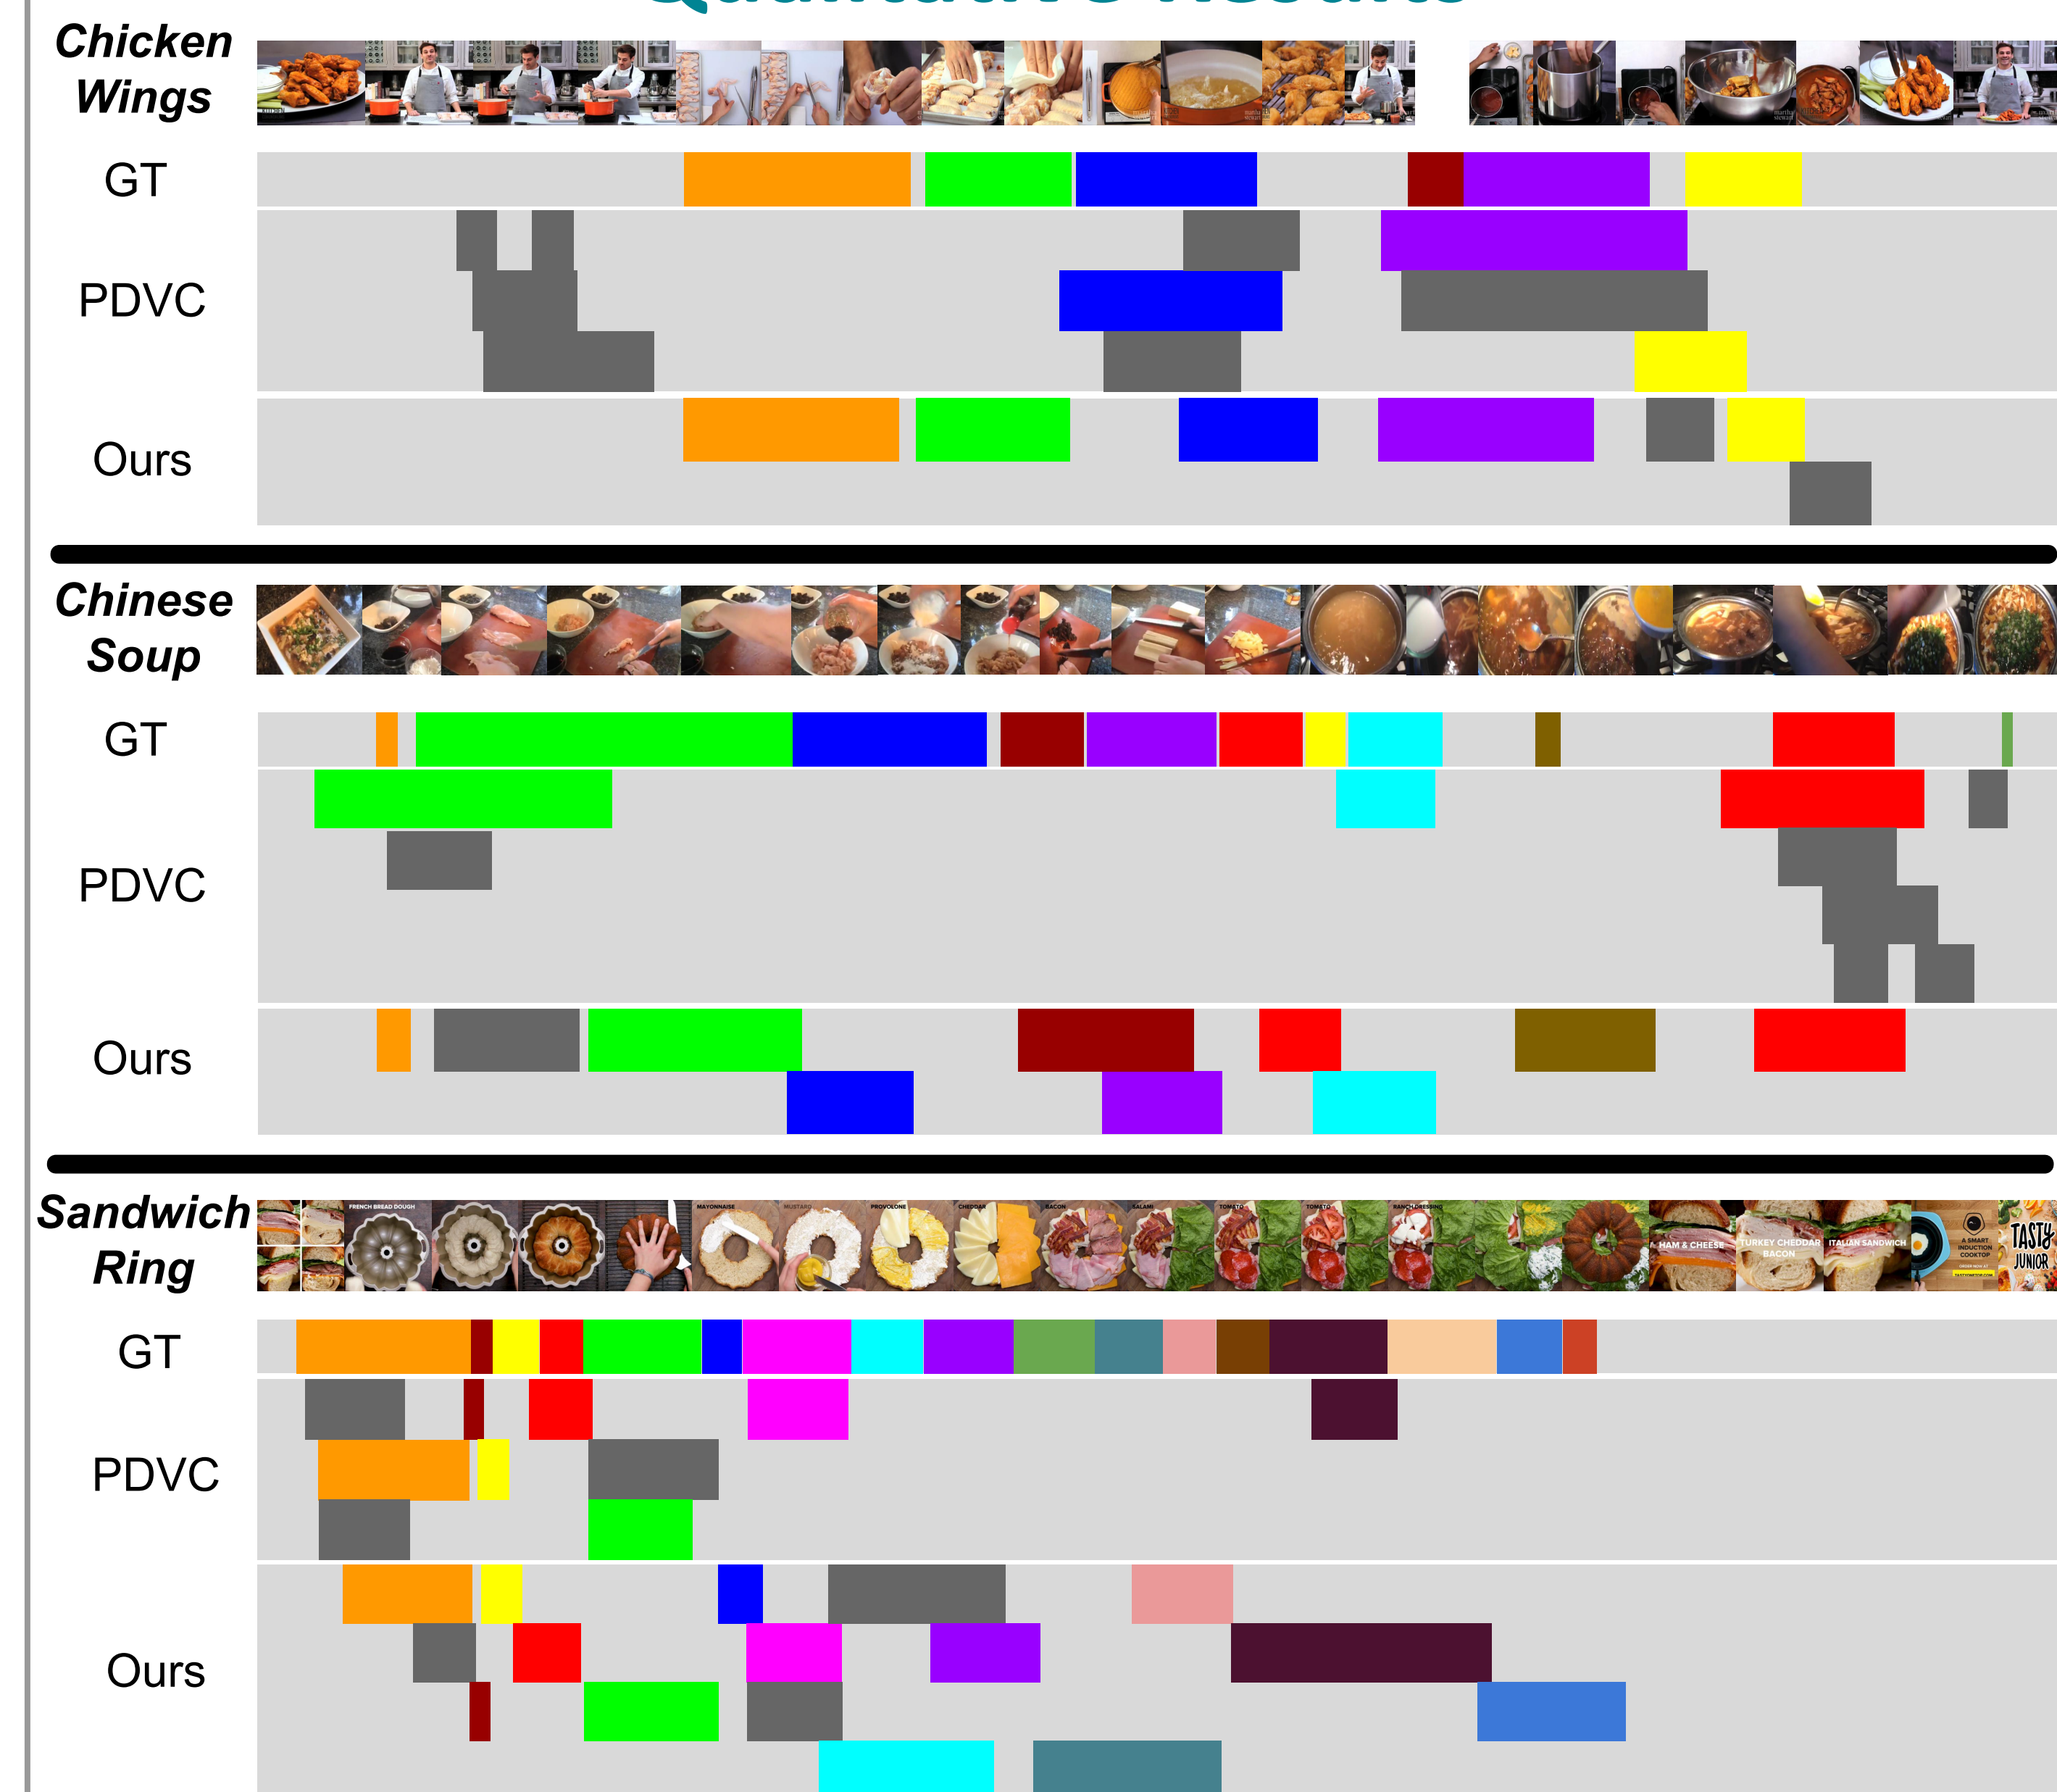 Qualitative Results
Chicken
Wings
GT
PDVC
Ours
Chinese
Soup
GT
PDVC
Ours
Sandwich
Ring
FRENCH BREAD DOUGH
MAYONNAISE
MUSTARD
PROVOLONE
CHEDDAR
BACON
SALAMI
TOMATO
TOMATO
RANCH DRESSING
HAM & CHEESE
TURKEY CHEDDAR
BACON
ITALIAN SANDWICH
A SMART
INDUCTION
COOKTOP
TASTY
JUNIOR
GT
PDVC
Ours